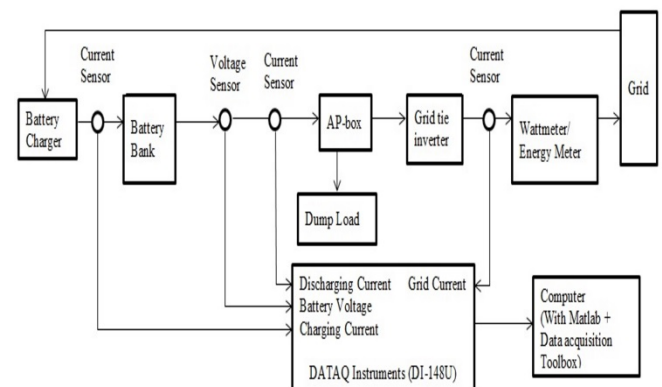 Current
Sensor
Voltage
Sensor
Current
Sensor
Current
Sensor
Grid
Battery
Charger
Battery
Bank
AP-box
Grid tie
inverter
Wattmeter/
Energy Meter
Dump Load
Discharging Current Grid Current
Battery Voltage
Charging Current
DATAQ Instruments (DI-148U)
Computer
(With Matlab +
Data acquisition
Toolbox)